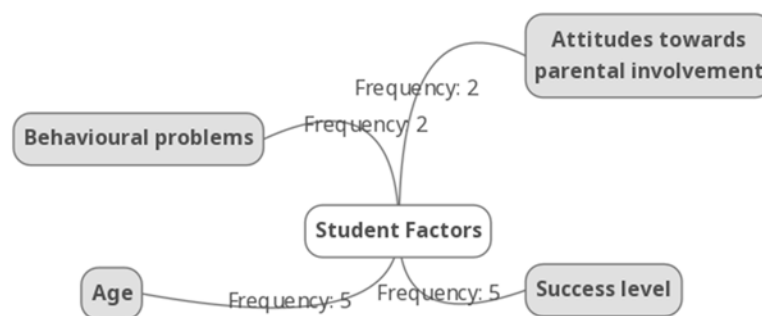 Attitudes towards
parental involvement
Frequency: 2
Frequency: 2
Behavioural problems
Student Factors
Age
Frequency: 5
Frequency: 5
Success level